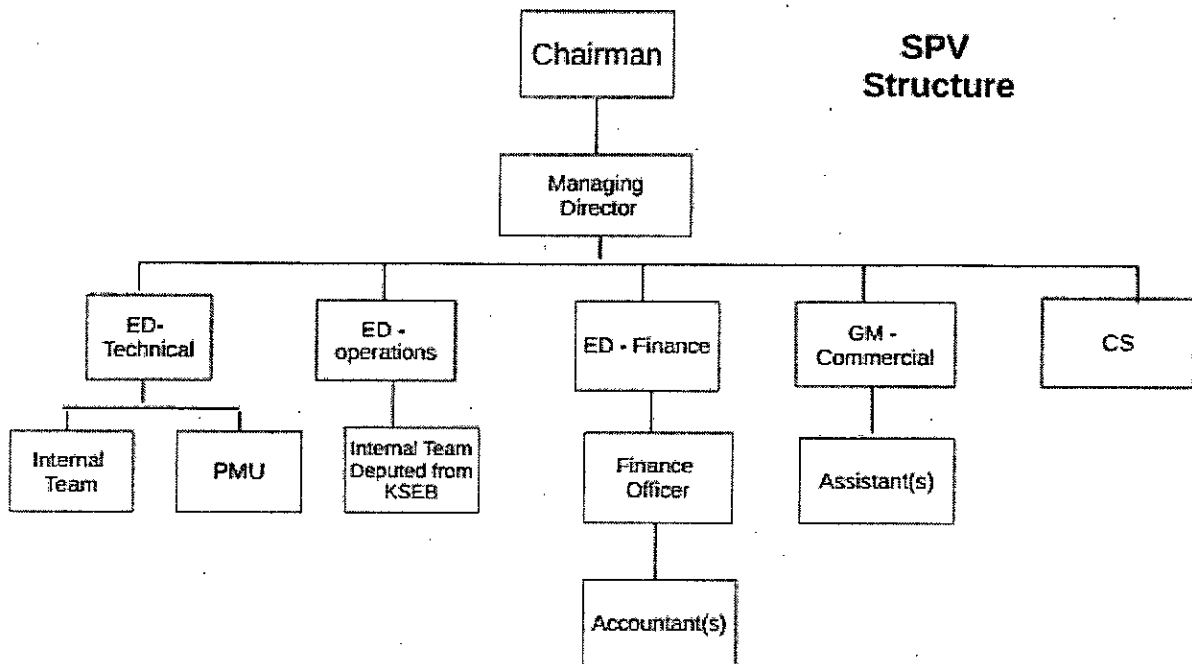 Chairman
SPV
Structure
Managing
Director
ED-
Technical
ED -
operations
ED - Finance
GM -
Commercial
CS
Internal
Team
PMU
Internal Team
Deputed from
KSEB
Finance
Officer
Assistant(s)
Accountant(s)